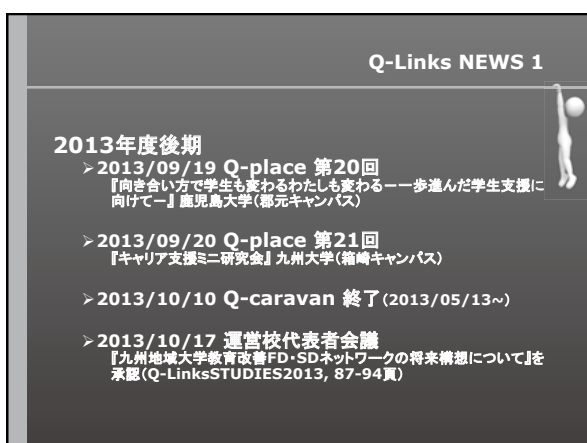 Q-Links NEWS 1
2013年度後期
➢2013/09/19 Q-place 第20回
『向き合い方で学生も変わるわたしも変わるー一歩進んだ学生支援に
向けてー』 鹿児島大学(郡元キャンパス)
➢2013/09/20 Q-place 第21回
『キャリア支援ミニ研究会』 九州大学(箱崎キャンパス)
➢2013/10/10 Q-caravan 終了(2013/05/13~)
➢2013/10/17 運営校代表者会議
『九州地域大学教育改善FD・SDネットワークの将来構想について』を
承認(Q-LinksSTUDIES2013, 87-94頁)